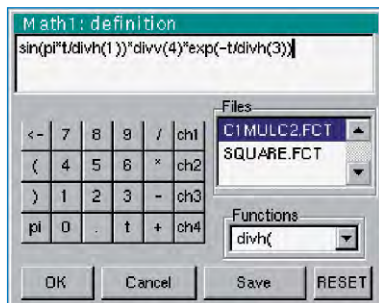 Math1: definition
sin(pi*t/divh(1))*divv(4)*exp(-t/divh(3))
Files
<- 7 8 9 / ch1
C1MULC2.FCT
( 4 5 6 * ch2
SQUARE.FCT
) 1 2 3 - ch3
Functions
pi 0 . t + ch4
divh(
OK Cancel Save RESET